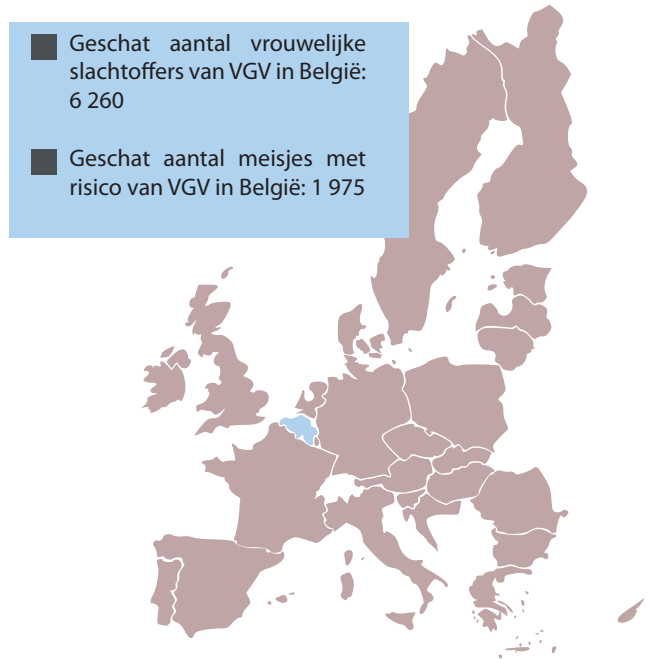 Geschat aantal vrouwelijke
slachtoffers van VGV in België:
6 260
Geschat aantal meisjes met
risico van VGV in België: 1 975